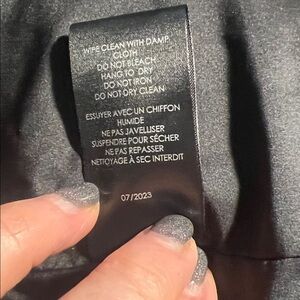 WIPE CLEAN WITH DAMP
CLOTH
DO NOT BLEACH
HANG TO DRY
DO NOT IRON
DO NOT DRY CLEAN
ESSUYER AVEC UN CHIFFON
HUMIDE
NE PAS JAVELLISER
SUSPENDRE POUR SÉCHER
NE PAS REPASSER
NETTOYAGE À SEC INTERDIT
07/2023